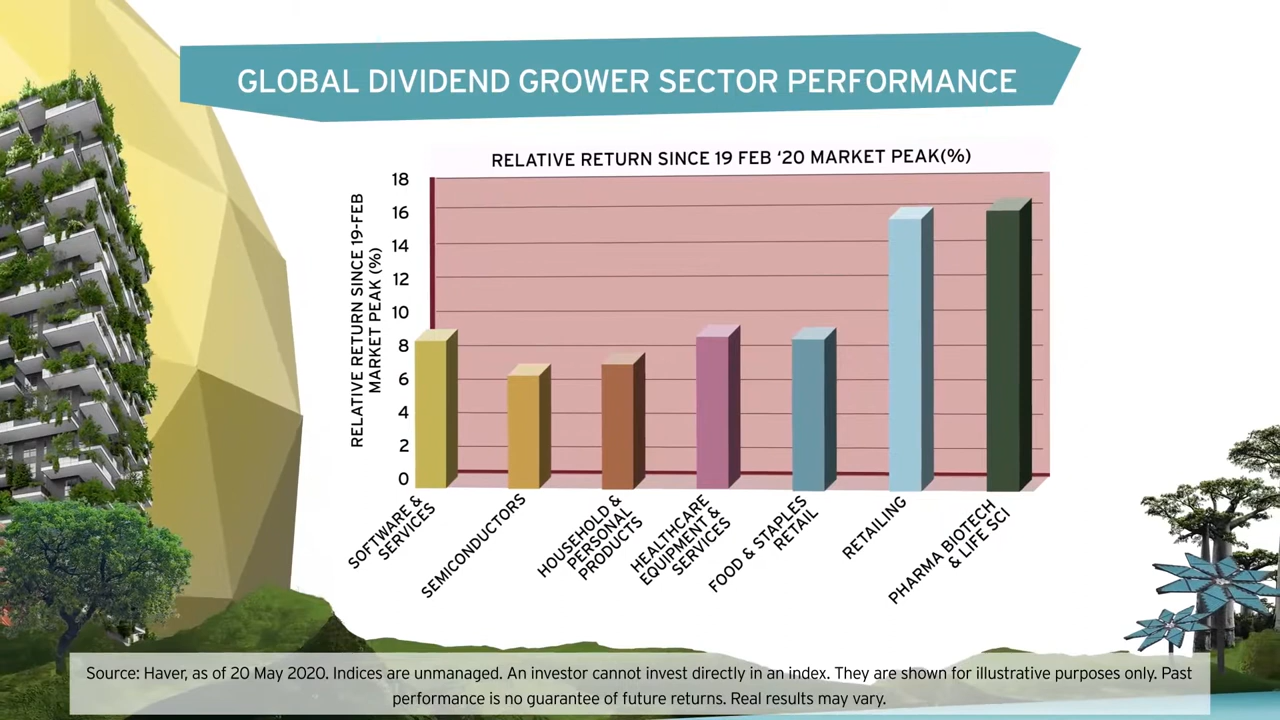 GLOBAL DIVIDEND GROWER SECTOR PERFORMANCE
RELATIVE RETURN SINCE 19 FEB ‘20 MARKET PEAK(%)
RELATIVE RETURN SINCE 19-FEB
MARKET PEAK (%)
18
16
14
12
10
8
6
4
2
0
SOFTWARE &
SERVICES
SEMICONDUCTORS
HOUSEHOLD &
PERSONAL
PRODUCTS
HEALTHCARE
EQUIPMENT &
SERVICES
FOOD & STAPLES
RETAIL
RETAILING
PHARMA BIOTECH
& LIFE SCI
Source: Haver, as of 20 May 2020. Indices are unmanaged. An investor cannot invest directly in an index. They are shown for illustrative purposes only. Past
performance is no guarantee of future returns. Real results may vary.